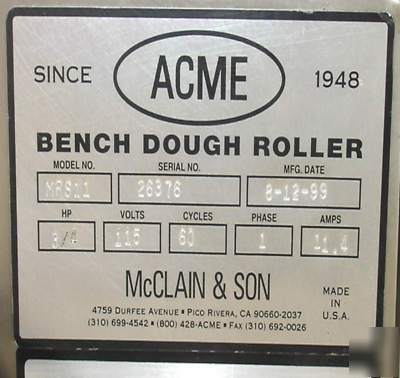 SINCE ACME 1948
BENCH DOUGH ROLLER
MODEL NO. SERIAL NO. MFG. DATE
26376 8-12-99
HP VOLTS CYCLES PHASE AMPS
3/4 115 60 1 11.4
McCLAIN & SON
MADE IN U.S.A.
4759 DURFEE AVENUE ▪ PICO RIVERA, CA 90660-2037
(310) 699-4542 ▪ (800) 428-ACME ▪ FAX (310) 692-0026